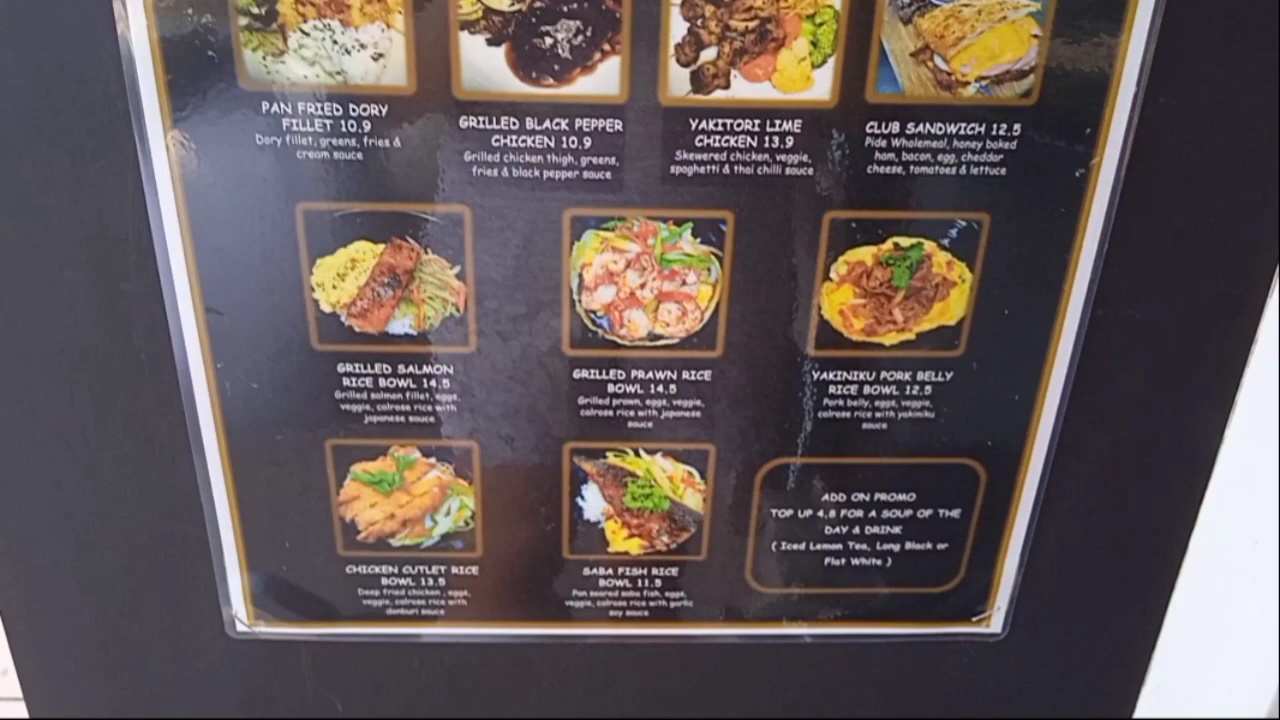 PAN FRIED DORY
FILLET 10.9
Dory fillet, greens, fries &
cream sauce
GRILLED BLACK PEPPER
CHICKEN 10.9
Grilled chicken thigh, greens,
fries & black pepper sauce
YAKITORI LIME
CHICKEN 13.9
Skewered chicken, veggie,
spaghetti & thai chilli sauce
CLUB SANDWICH 12.5
Pide Wholemeal, honey baked
ham, bacon, egg, cheddar
cheese, tomatoes & lettuce
GRILLED SALMON
RICE BOWL 14.5
Grilled salmon fillet, eggs,
veggie, calrose rice with
japanese sauce
GRILLED PRAWN RICE
BOWL 14.5
Grilled prawn, eggs, veggie,
calrose rice with japanese
sauce
YAKINIKU PORK BELLY
RICE BOWL 12.5
Pork belly, eggs, veggie,
calrose rice with yakiniku
sauce
CHICKEN CUTLET RICE
BOWL 13.5
Deep fried chicken , eggs,
veggie, calrose rice with
donburi sauce
SABA FISH RICE
BOWL 11.5
Pan seared saba fish, eggs,
veggie, calrose rice with garlic
soy sauce
ADD ON PROMO
TOP UP 4.8 FOR A SOUP OF THE
DAY & DRINK
( Iced Lemon Tea, Long Black or
Flat White )